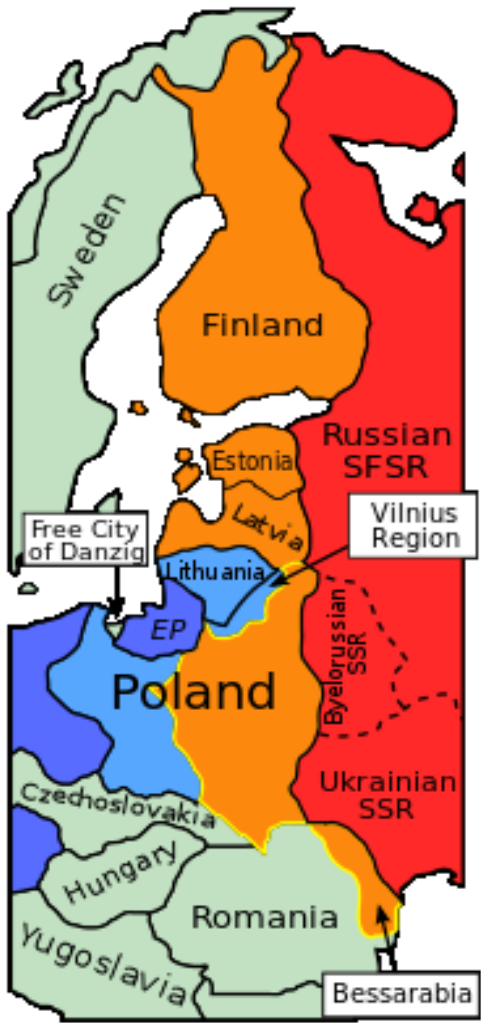 Sweden
Finland
Russian
SFSR
Estonia
Latvia
Vilnius
Region
Free City
of Danzig
Lithuania
EP
Byelorussian
SSR
Poland
Ukrainian
SSR
Czechoslovakia
Hungary
Romania
Yugoslavia
Bessarabia